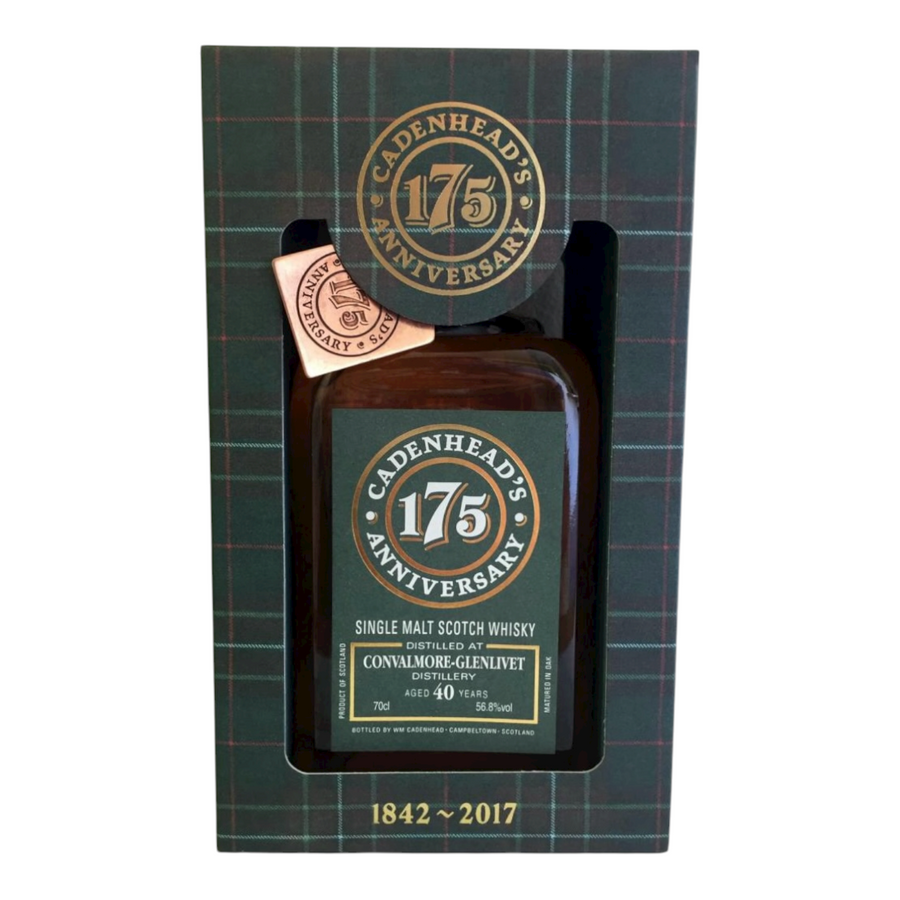 CADENHEAD'S
175
ANNIVERSARY
175
D'S
ANNIVERSARY
CADENHEAD'S
175
ANNIVERSARY
SINGLE MALT SCOTCH WHISKY
DISTILLED AT
CONVALMORE-GLENLIVET
DISTILLERY
AGED 40 YEARS
70cl 56.8%vol
PRODUCT OF SCOTLAND
MATURED IN OAK
BOTTLED BY WM CADENHEAD · CAMPBELTOWN · SCOTLAND
1842 ~ 2017